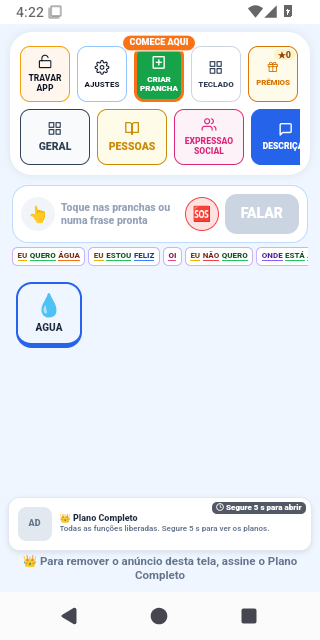 4:22
COMECE AQUI
TRAVAR
APP
AJUSTES
CRIAR
PRANCHA
TECLADO
★0
PRÊMIOS
GERAL
PESSOAS
EXPRESSAO
SOCIAL
DESCRIÇA
Toque nas pranchas ou
numa frase pronta
SOS
FALAR
EU QUERO ÁGUA
EU ESTOU FELIZ
OI
EU NÃO QUERO
ONDE ESTÁ
AGUA
Segure 5 s para abrir
AD
👑 Plano Completo
Todas as funções liberadas. Segure 5 s para ver os planos.
👑 Para remover o anúncio desta tela, assine o Plano
Completo